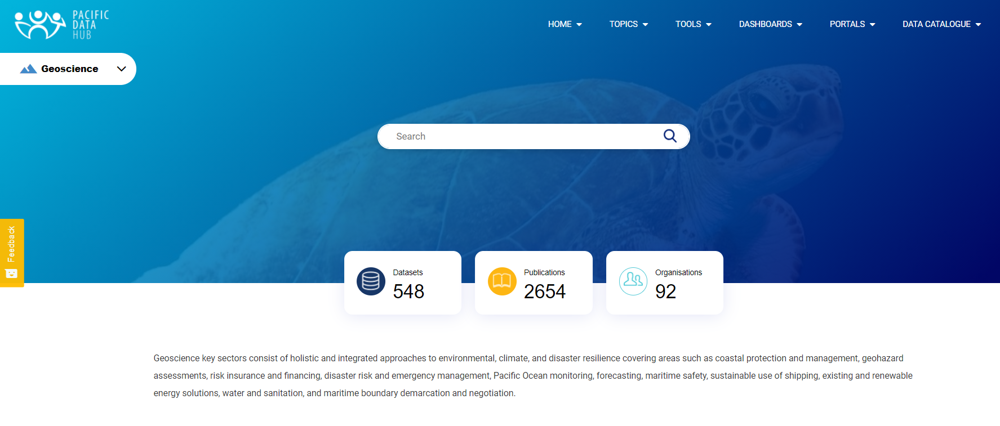 PACIFIC
DATA
HUB
HOME
TOPICS
TOOLS
DASHBOARDS
PORTALS
DATA CATALOGUE
Geoscience
Search
Feedback
Datasets
548
Publications
2654
Organisations
92
Geoscience key sectors consist of holistic and integrated approaches to environmental, climate, and disaster resilience covering areas such as coastal protection and management, geohazard
assessments, risk insurance and financing, disaster risk and emergency management, Pacific Ocean monitoring, forecasting, maritime safety, sustainable use of shipping, existing and renewable
energy solutions, water and sanitation, and maritime boundary demarcation and negotiation.